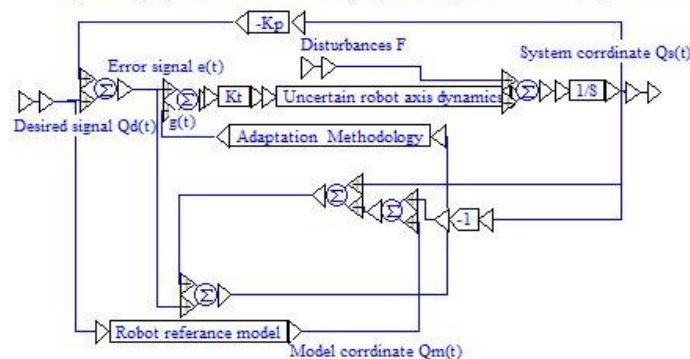 -Kp
Disturbances F
System corrdinate Qs(t)
Error signal e(t)
Σ
Σ
Kt
Uncertain robot axis dynamics
Σ
1/S
Desired signal Qd(t)
g(t)
Adaptation Methodology
Σ
Σ
-1
Σ
Robot referance model
Model corrdinate Qm(t)